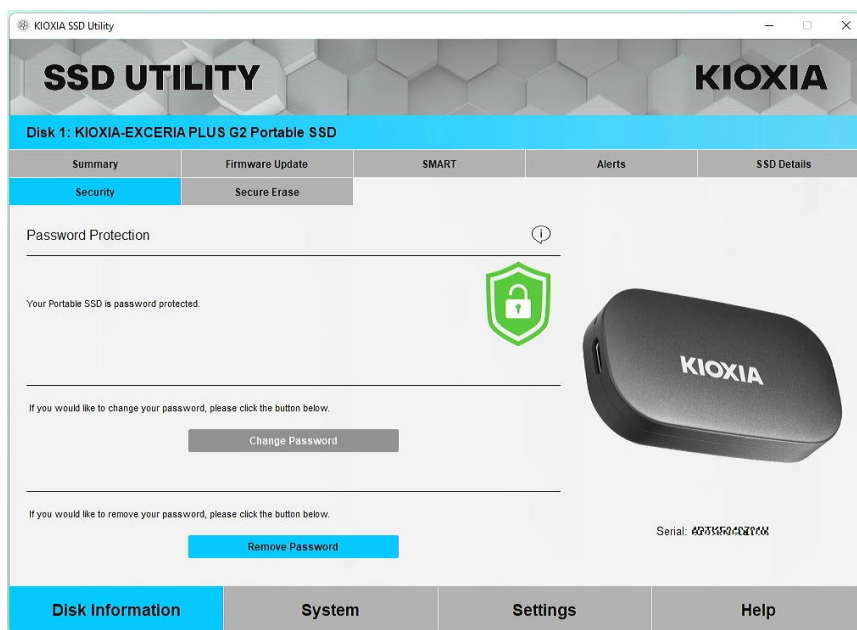 KIOXIA SSD Utility
SSD UTILITY
KIOXIA
Disk 1: KIOXIA-EXCERIA PLUS G2 Portable SSD
Summary
Firmware Update
SMART
Alerts
SSD Details
Security
Secure Erase
Password Protection
Your Portable SSD is password protected.
KIOXIA
If you would like to change your password, please click the button below.
Change Password
If you would like to remove your password, please click the button below.
Serial:
Remove Password
Disk Information
System
Settings
Help